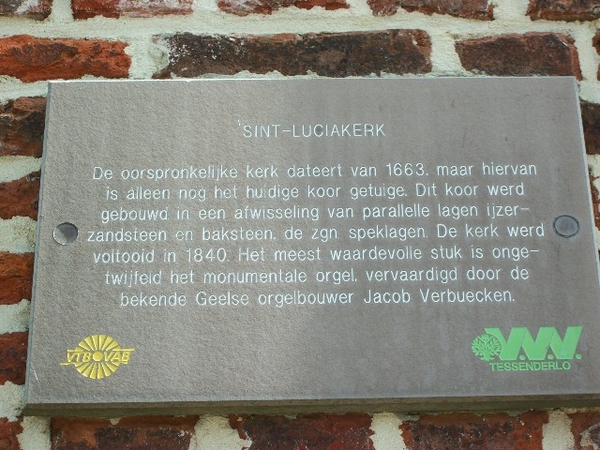 'SINT-LUCIAKERK
De oorspronkelijke kerk dateert van 1663. maar hiervan
is alleen nog het huidige koor getuige. Dit koor werd
gebouwd in een afwisseling van parallelle lagen ijzer-
zandsteen en baksteen, de zgn. speklagen. De kerk werd
voltooid in 1840. Het meest waardevolle stuk is onge-
twijfeld het monumentale orgel, vervaardigd door de
bekende Geelse orgelbouwer Jacob Verbuecken.
VTB VAB
V.V.V.
TESSENDERLO